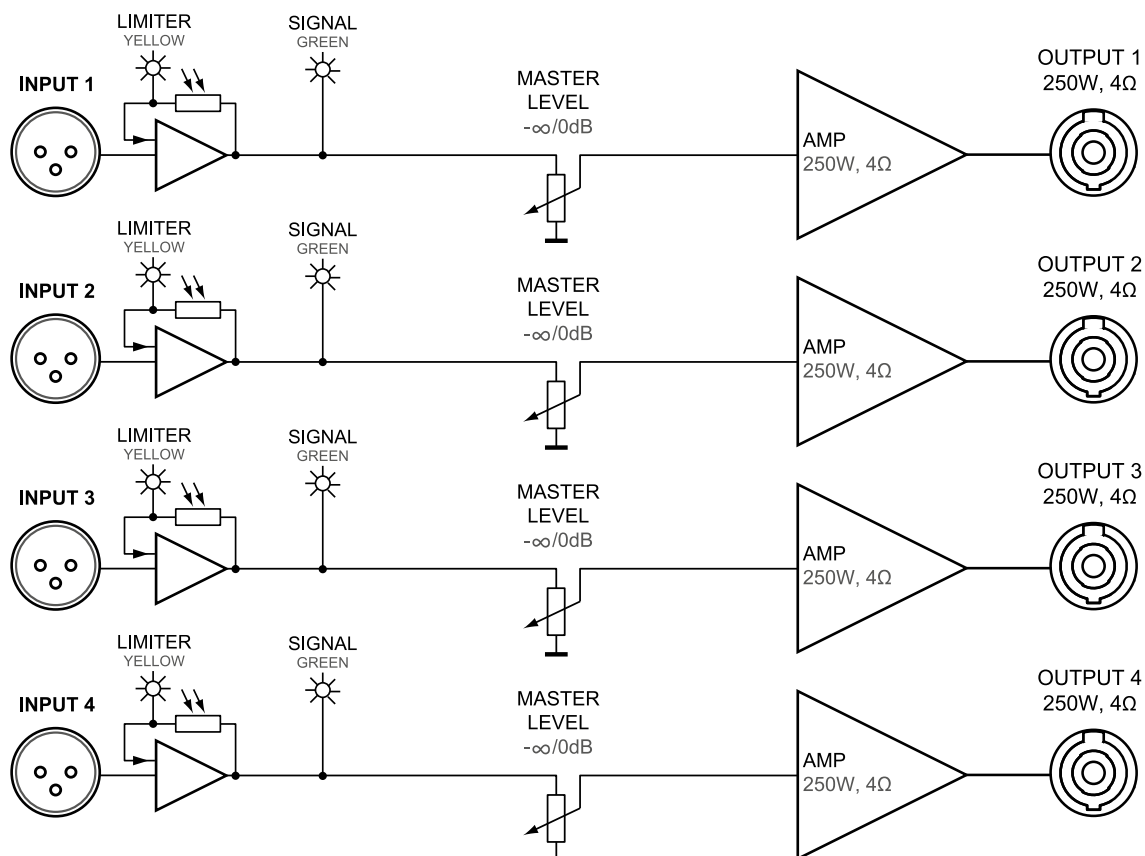 LIMITER
YELLOW
SIGNAL
GREEN
INPUT 1
MASTER
LEVEL
-∞/0dB
AMP
250W, 4Ω
OUTPUT 1
250W, 4Ω
LIMITER
YELLOW
SIGNAL
GREEN
INPUT 2
MASTER
LEVEL
-∞/0dB
AMP
250W, 4Ω
OUTPUT 2
250W, 4Ω
LIMITER
YELLOW
SIGNAL
GREEN
INPUT 3
MASTER
LEVEL
-∞/0dB
AMP
250W, 4Ω
OUTPUT 3
250W, 4Ω
LIMITER
YELLOW
SIGNAL
GREEN
INPUT 4
MASTER
LEVEL
-∞/0dB
AMP
250W, 4Ω
OUTPUT 4
250W, 4Ω